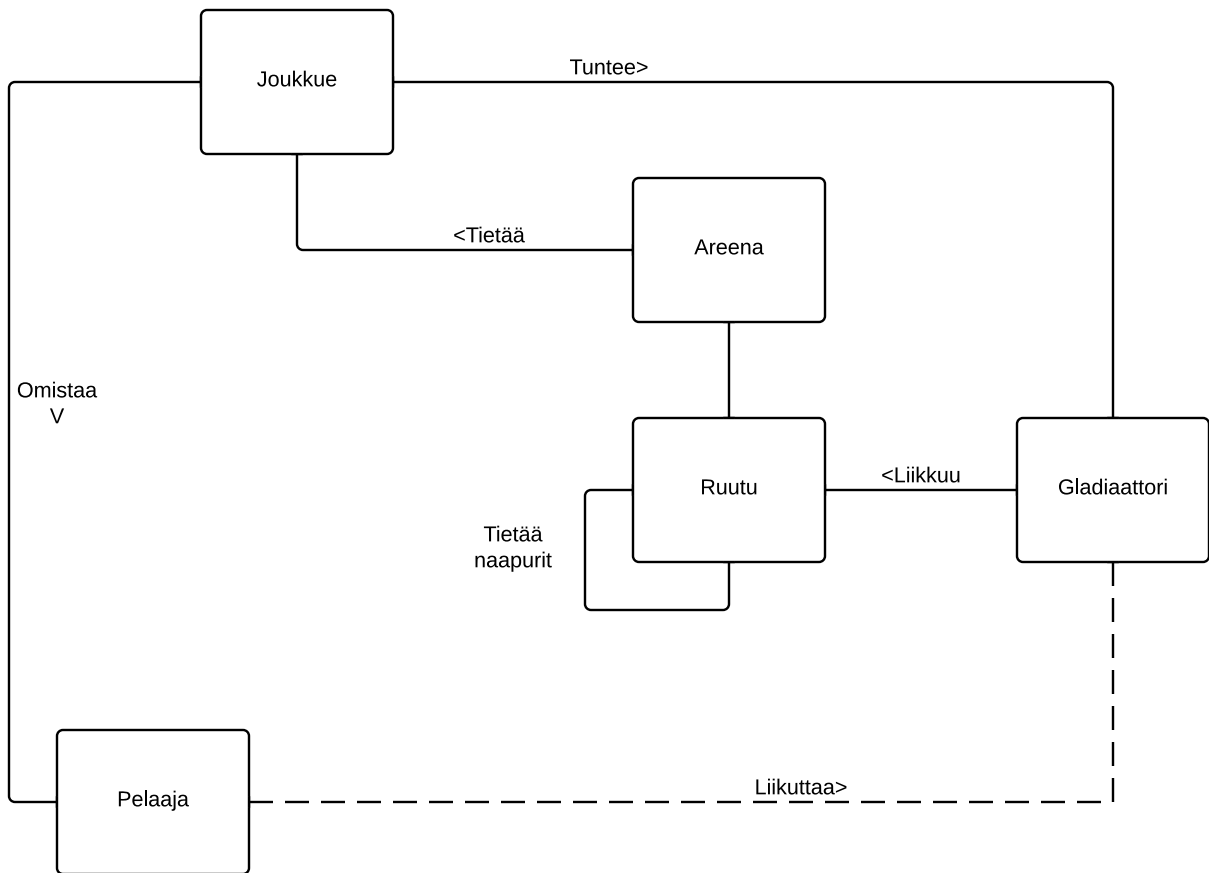 Joukkue
Tuntee>
<Tietää
Areena
Omistaa
V
Ruutu
<Liikkuu
Gladiaattori
Tietää
naapurit
Pelaaja
Liikuttaa>